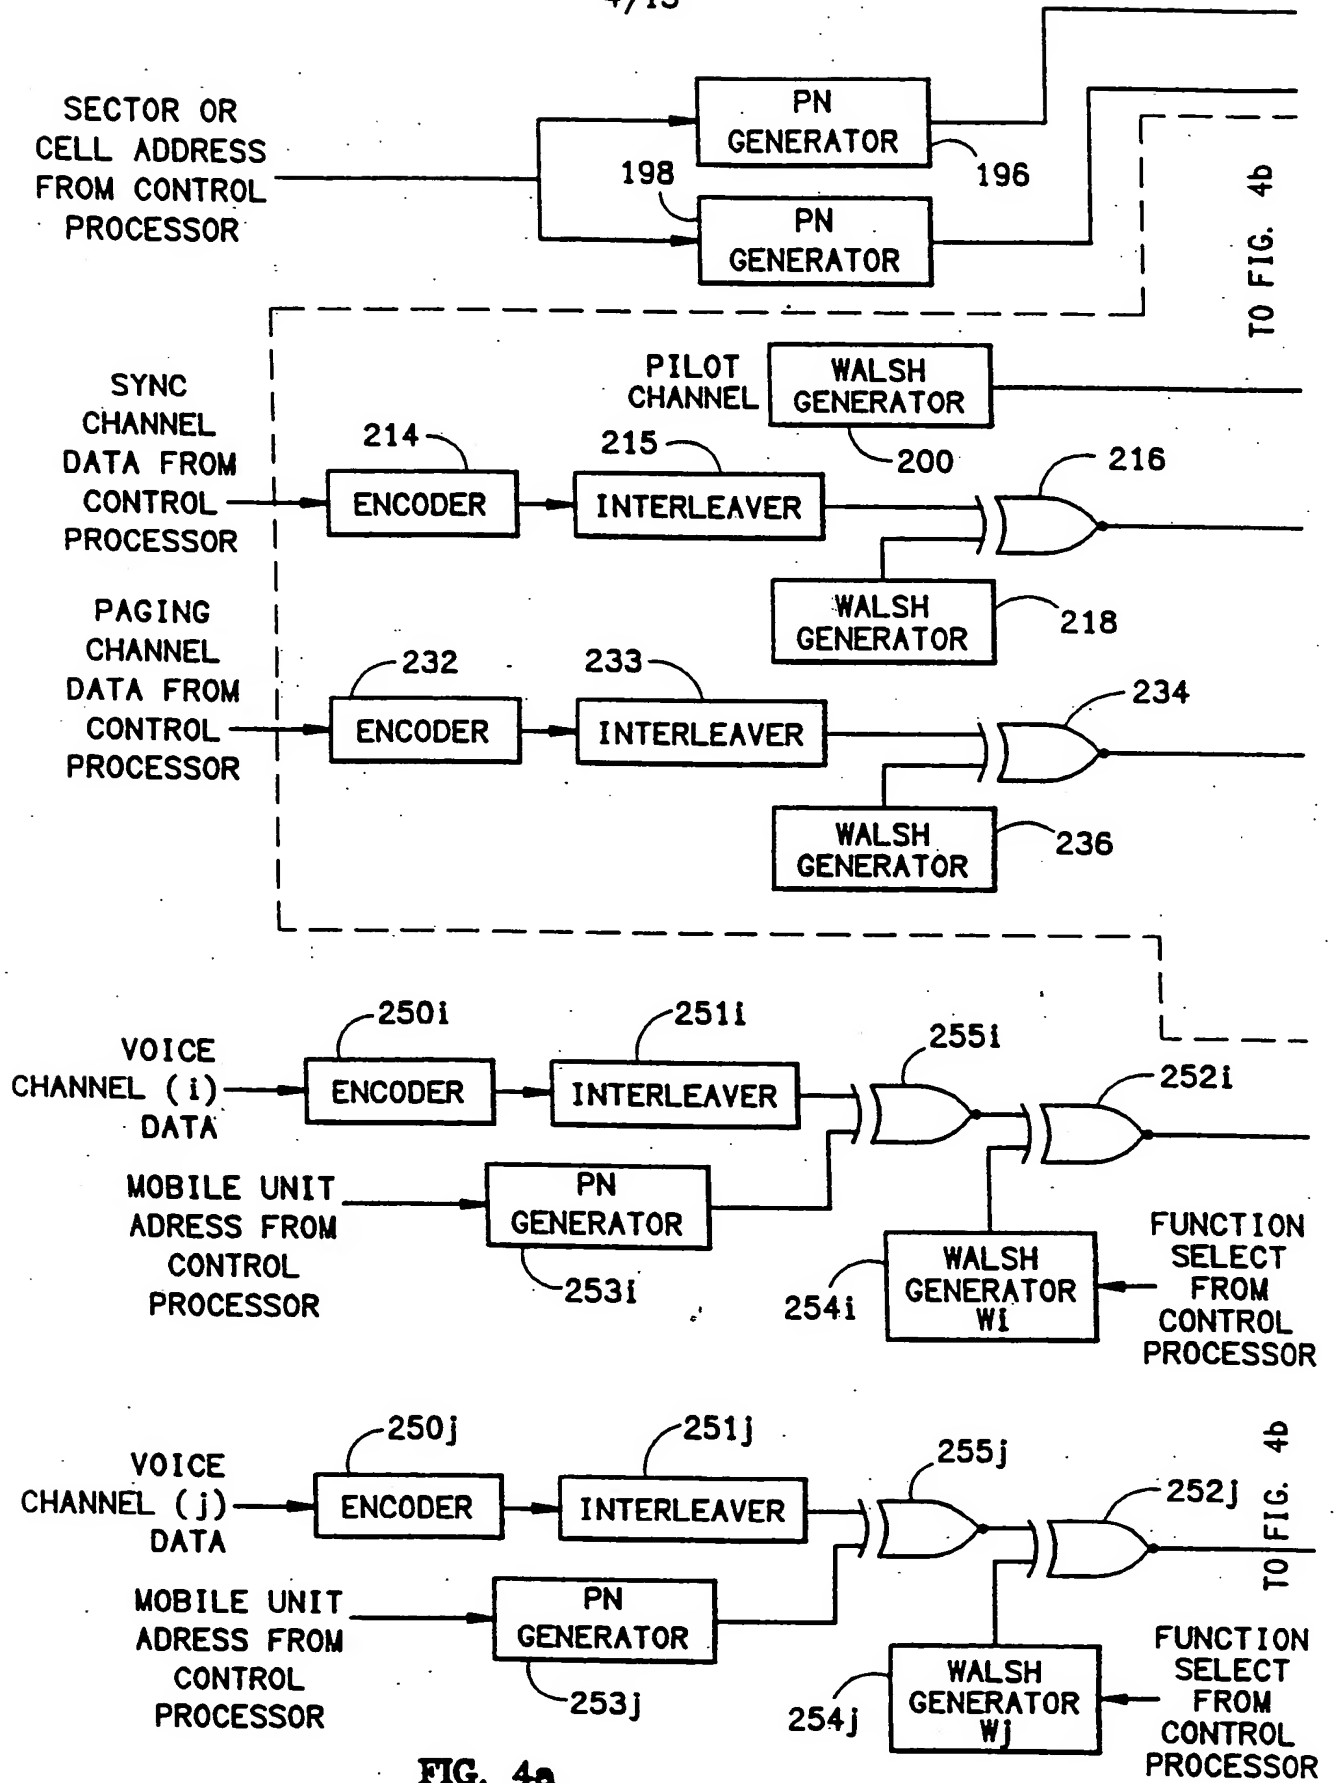 4/15
SECTOR OR
CELL ADDRESS
FROM CONTROL
PROCESSOR
PN
GENERATOR
196
198
PN
GENERATOR
TO FIG. 4b
PILOT
CHANNEL
WALSH
GENERATOR
200
SYNC
CHANNEL
DATA FROM
CONTROL
PROCESSOR
214
ENCODER
215
INTERLEAVER
216
WALSH
GENERATOR
218
PAGING
CHANNEL
DATA FROM
CONTROL
PROCESSOR
232
ENCODER
233
INTERLEAVER
234
WALSH
GENERATOR
236
VOICE
CHANNEL (i)
DATA
250i
ENCODER
251i
INTERLEAVER
255i
252i
MOBILE UNIT
ADRESS FROM
CONTROL
PROCESSOR
PN
GENERATOR
253i
254i
WALSH
GENERATOR
Wi
FUNCTION
SELECT
FROM
CONTROL
PROCESSOR
VOICE
CHANNEL (j)
DATA
250j
ENCODER
251j
INTERLEAVER
255j
252j
TO FIG. 4b
MOBILE UNIT
ADRESS FROM
CONTROL
PROCESSOR
PN
GENERATOR
253j
254j
WALSH
GENERATOR
Wj
FUNCTION
SELECT
FROM
CONTROL
PROCESSOR
FIG. 4a